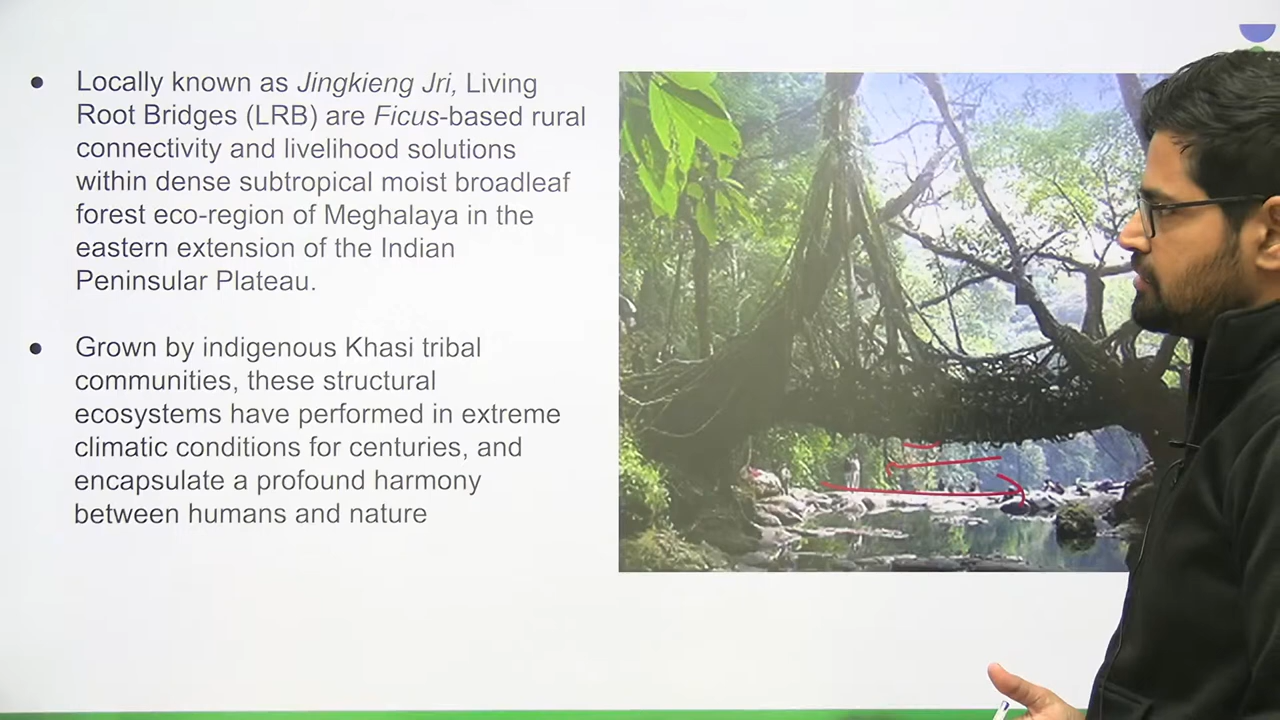 ● Locally known as Jingkieng Jri, Living
Root Bridges (LRB) are Ficus-based rural
connectivity and livelihood solutions
within dense subtropical moist broadleaf
forest eco-region of Meghalaya in the
eastern extension of the Indian
Peninsular Plateau.
● Grown by indigenous Khasi tribal
communities, these structural
ecosystems have performed in extreme
climatic conditions for centuries, and
encapsulate a profound harmony
between humans and nature